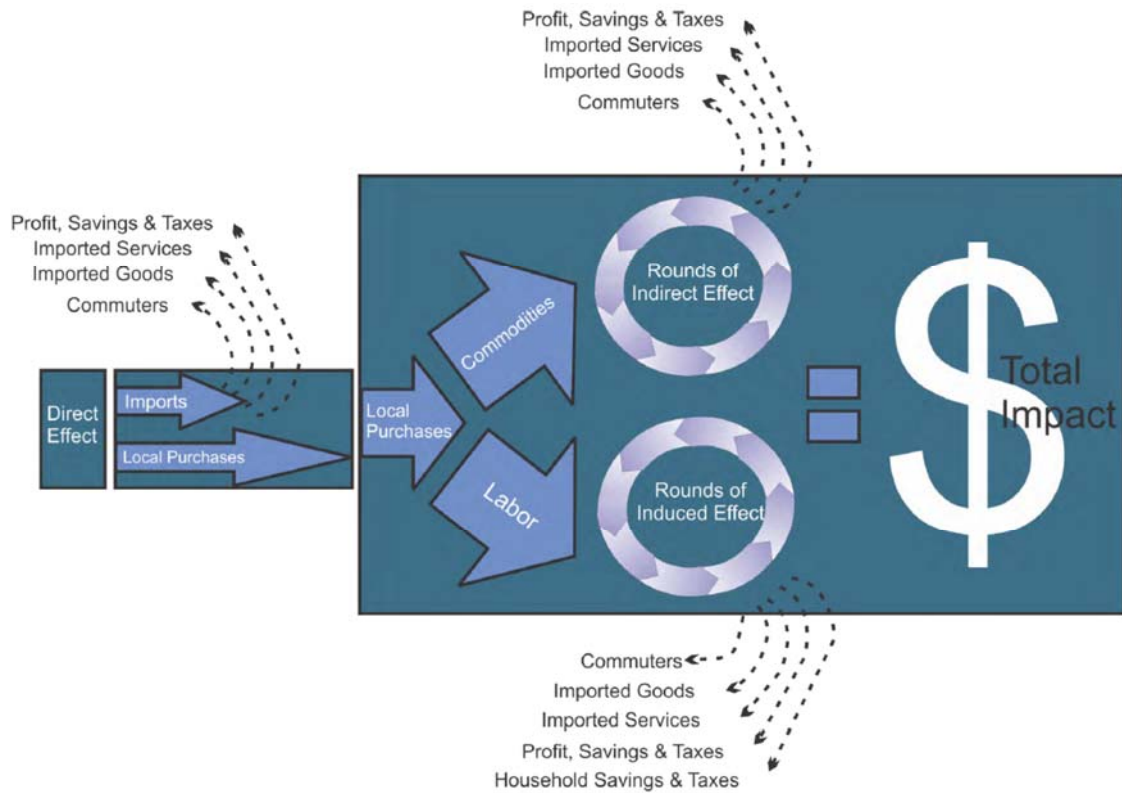 Profit, Savings & Taxes
Imported Services
Imported Goods
Commuters
Profit, Savings & Taxes
Imported Services
Imported Goods
Commuters
Direct
Effect
Imports
Local Purchases
Local
Purchases
Commodities
Labor
Rounds of
Indirect Effect
Rounds of
Induced Effect
$
Total
Impact
Commuters
Imported Goods
Imported Services
Profit, Savings & Taxes
Household Savings & Taxes